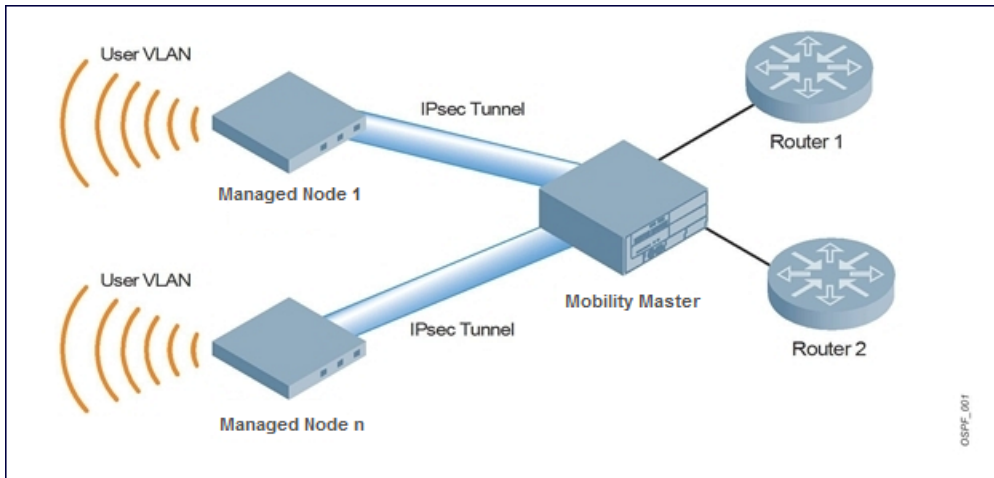 User VLAN
IPsec Tunnel
Managed Node 1
Router 1
User VLAN
IPsec Tunnel
Mobility Master
Router 2
Managed Node n
OSPF_001